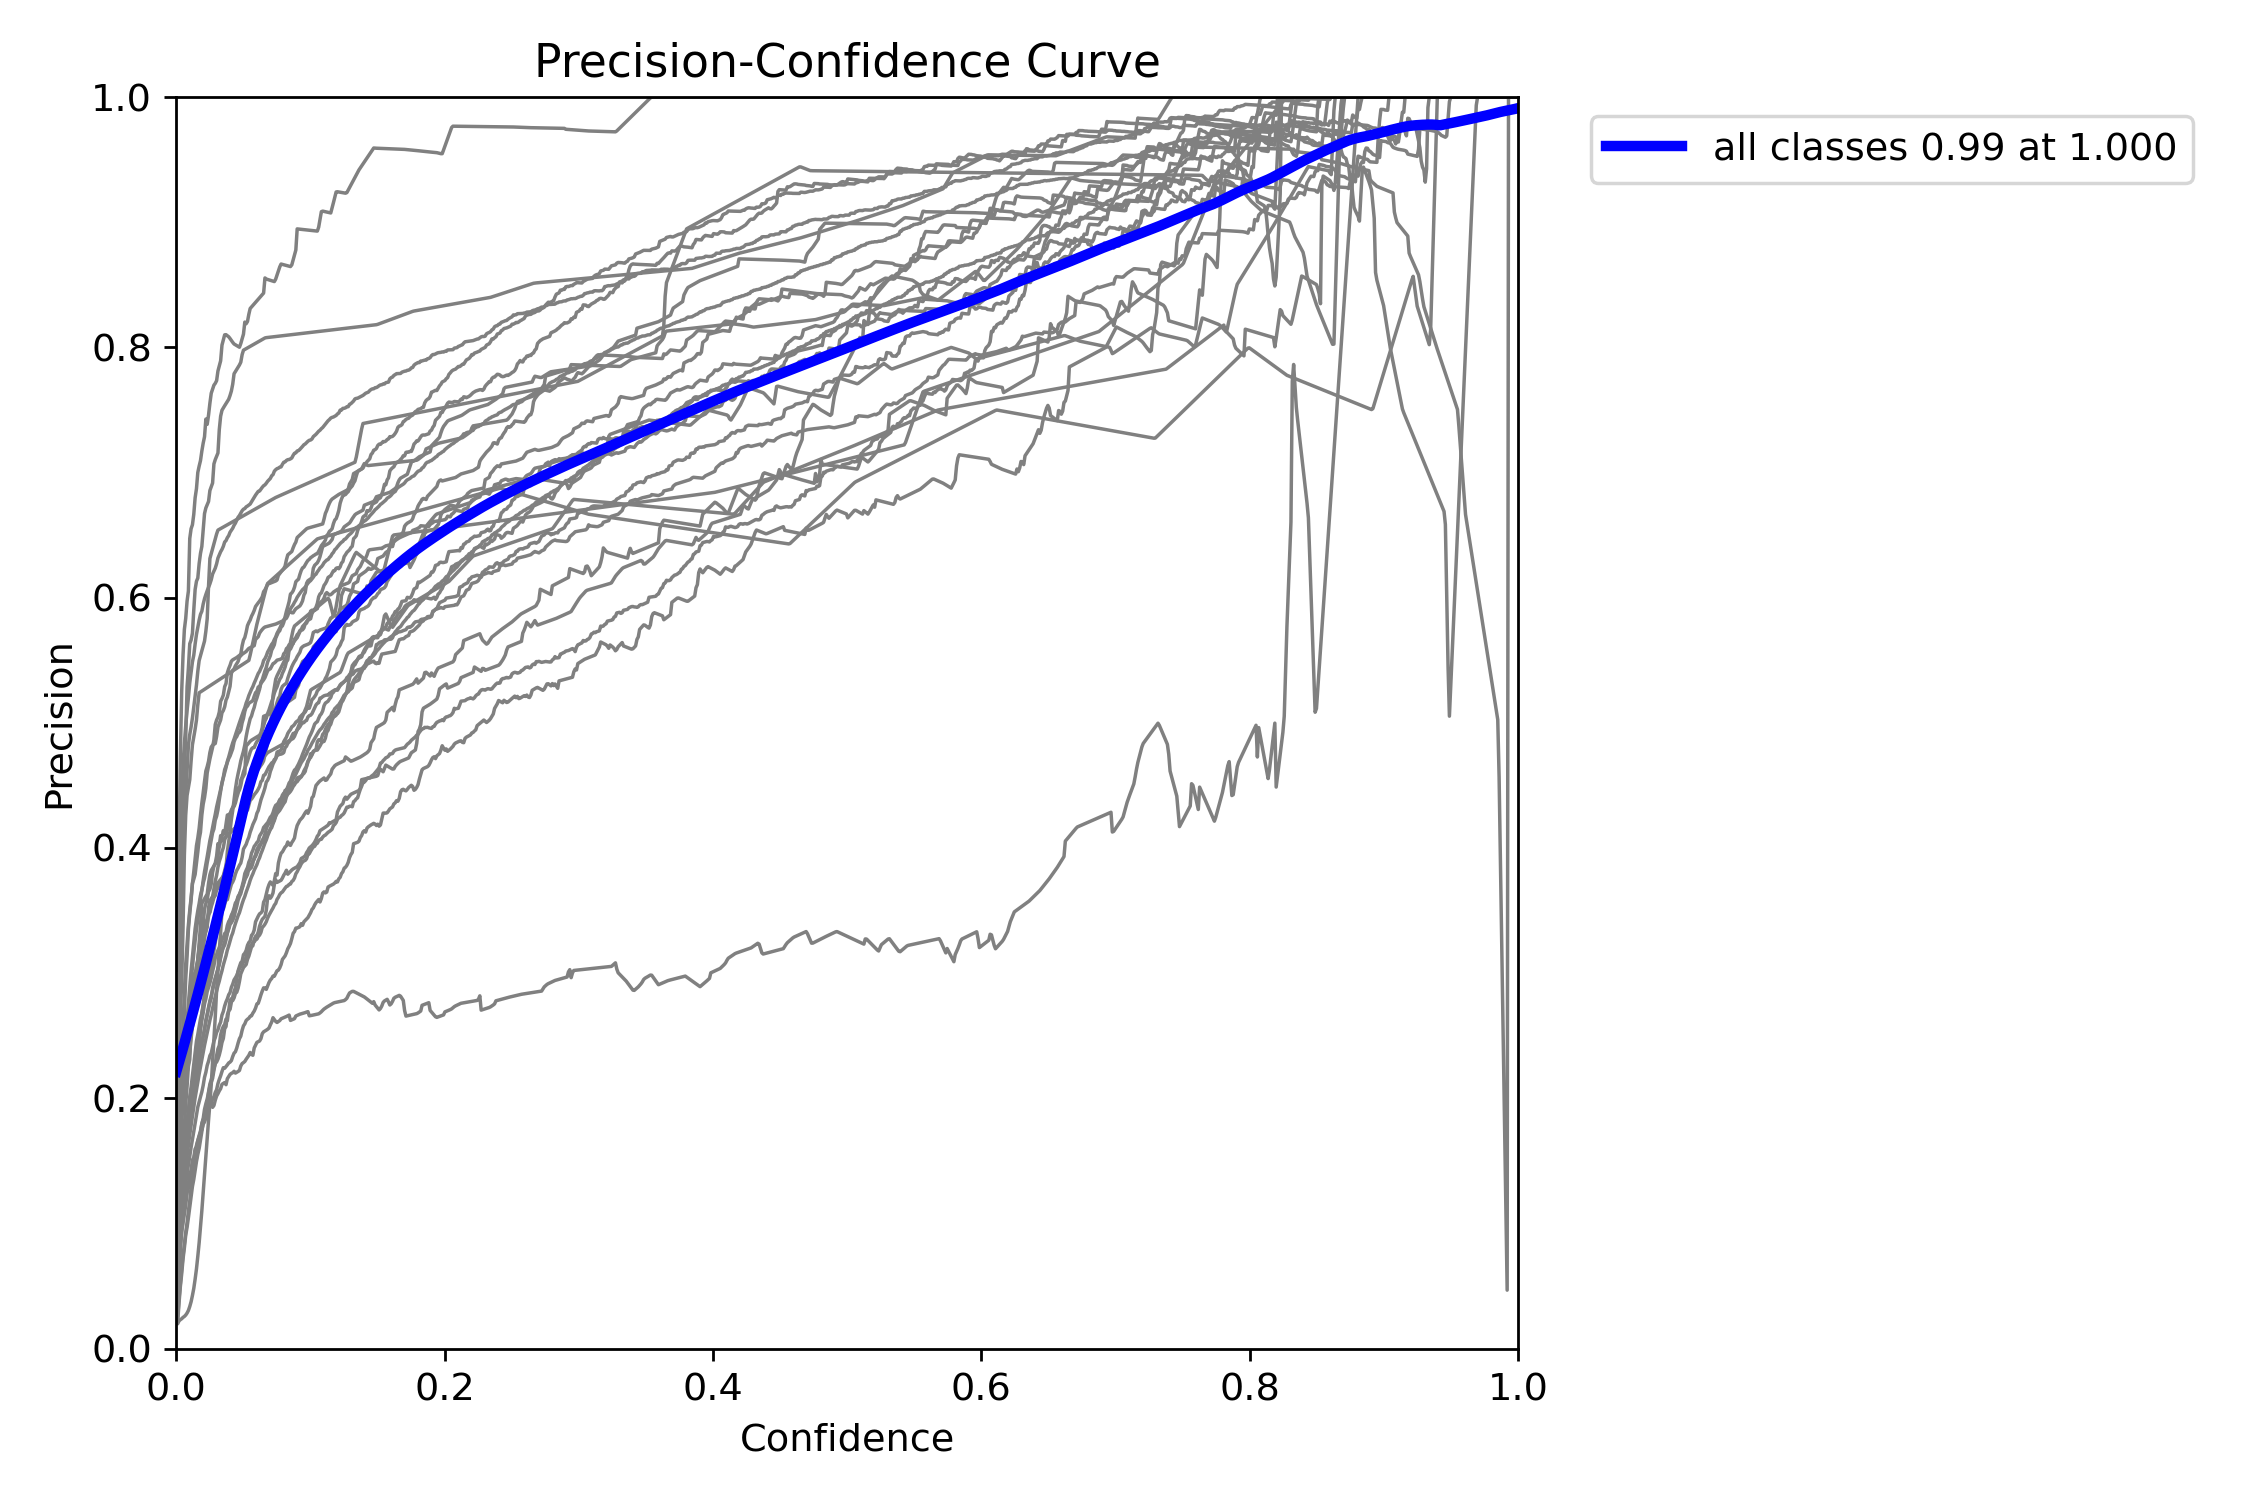 Precision-Confidence Curve
1.0
0.8
0.6
0.4
0.2
0.0
Precision
0.0 0.2 0.4 0.6 0.8 1.0
Confidence
all classes 0.99 at 1.000